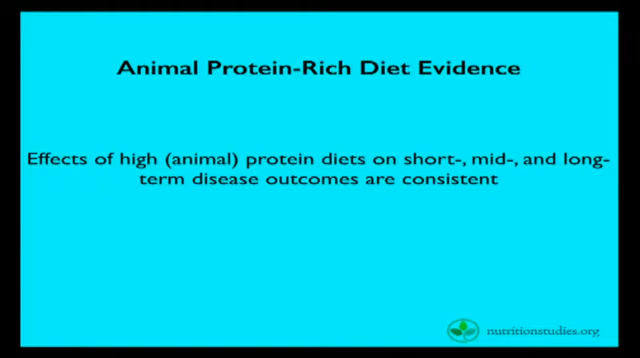 Animal Protein-Rich Diet Evidence
Effects of high (animal) protein diets on short-, mid-, and long-
term disease outcomes are consistent
nutritionstudies.org